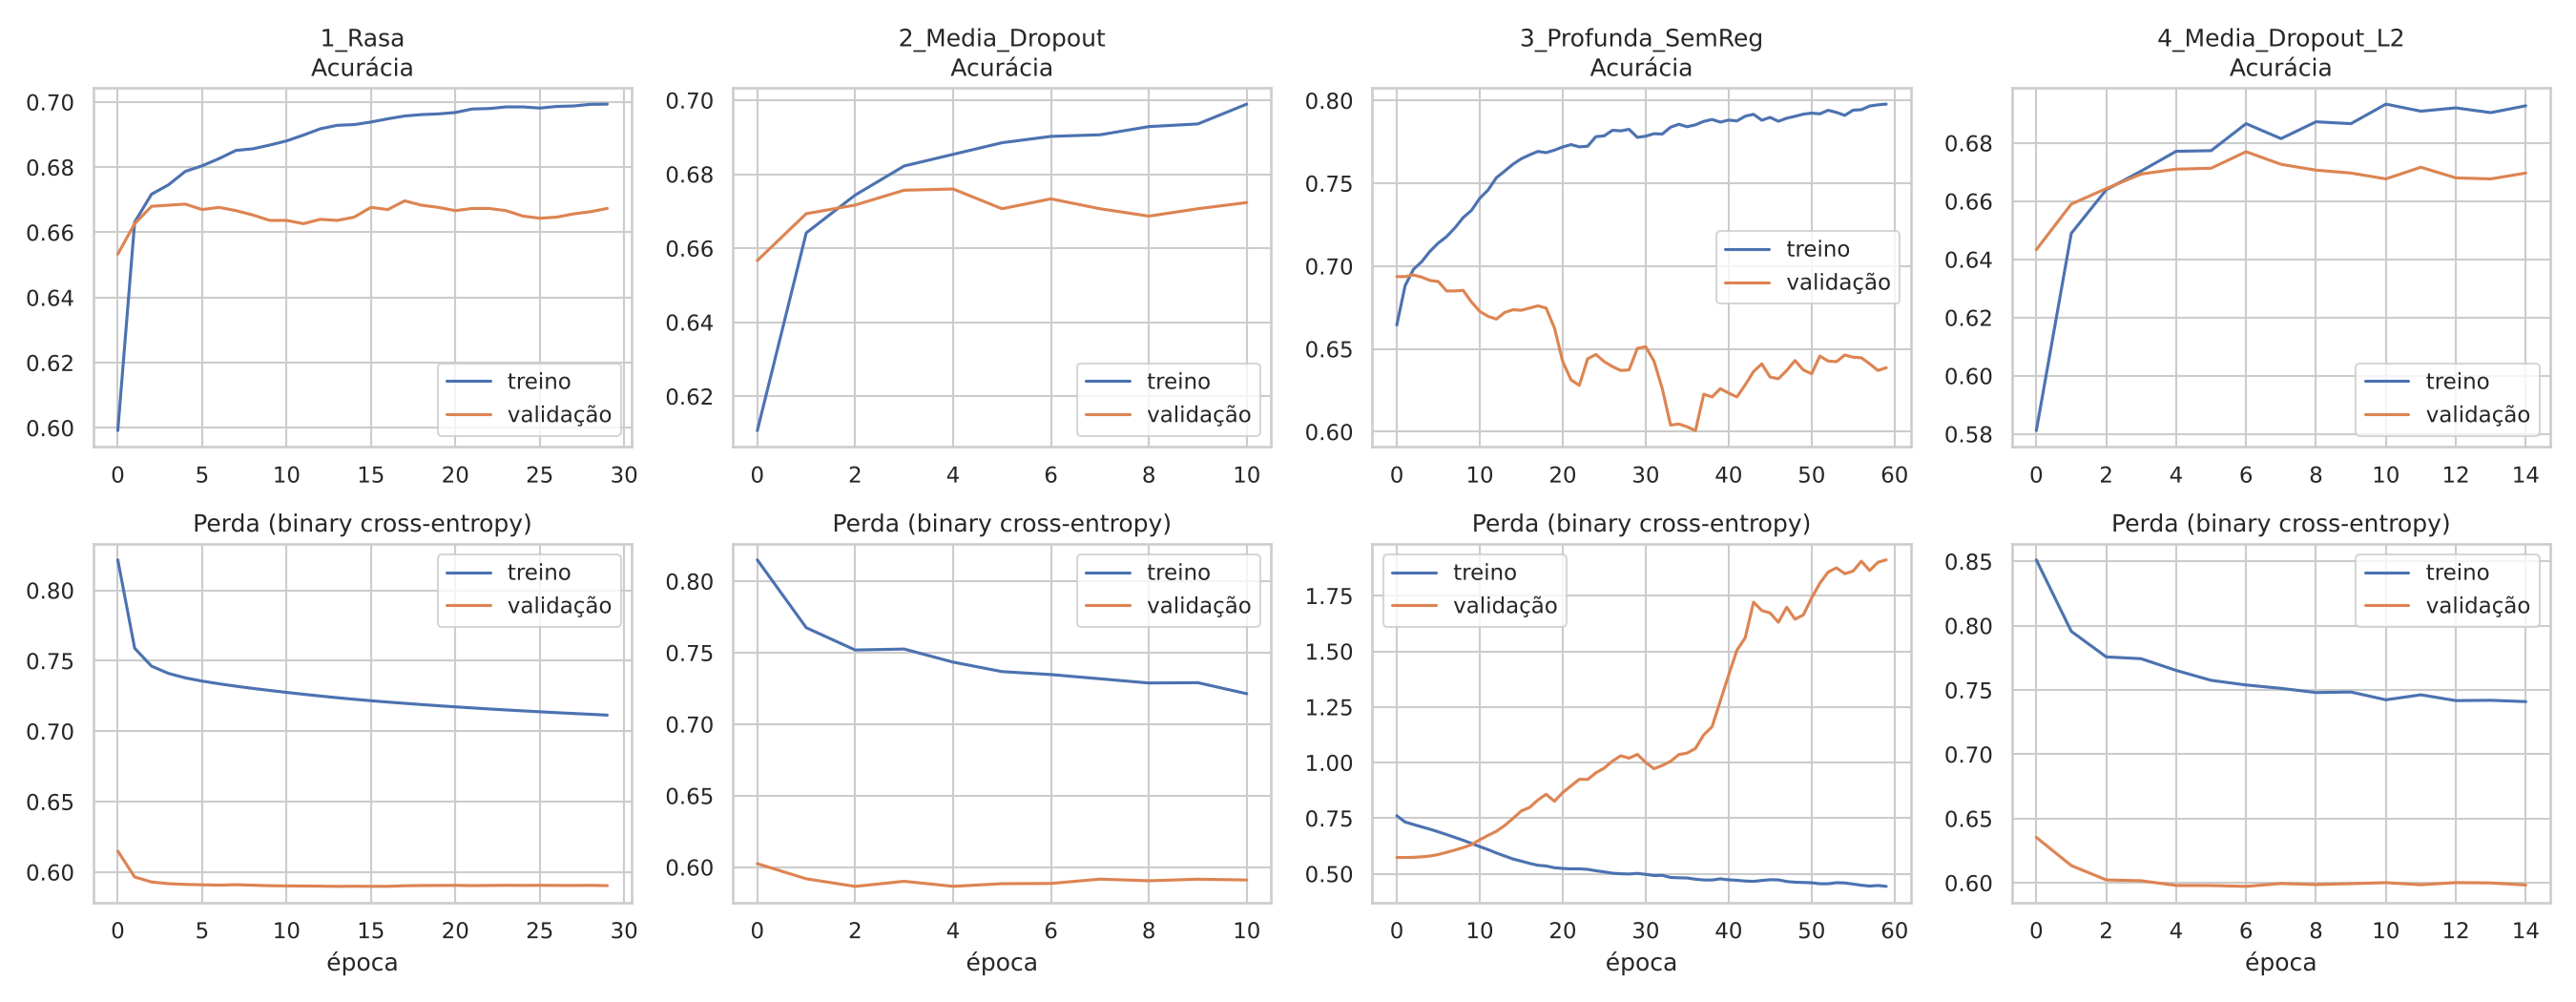 1_Rasa
Acurácia
0.70
0.68
0.66
0.64
0.62
0.60
0 5 10 15 20 25 30
treino
validação
2_Media_Dropout
Acurácia
0.70
0.68
0.66
0.64
0.62
0 2 4 6 8 10
treino
validação
3_Profunda_SemReg
Acurácia
0.80
0.75
0.70
0.65
0.60
0 10 20 30 40 50 60
treino
validação
4_Media_Dropout_L2
Acurácia
0.68
0.66
0.64
0.62
0.60
0.58
0 2 4 6 8 10 12 14
treino
validação
Perda (binary cross-entropy)
0.80
0.75
0.70
0.65
0.60
0 5 10 15 20 25 30
época
treino
validação
Perda (binary cross-entropy)
0.80
0.75
0.70
0.65
0.60
0 2 4 6 8 10
época
treino
validação
Perda (binary cross-entropy)
1.75
1.50
1.25
1.00
0.75
0.50
0 10 20 30 40 50 60
época
treino
validação
Perda (binary cross-entropy)
0.85
0.80
0.75
0.70
0.65
0.60
0 2 4 6 8 10 12 14
época
treino
validação